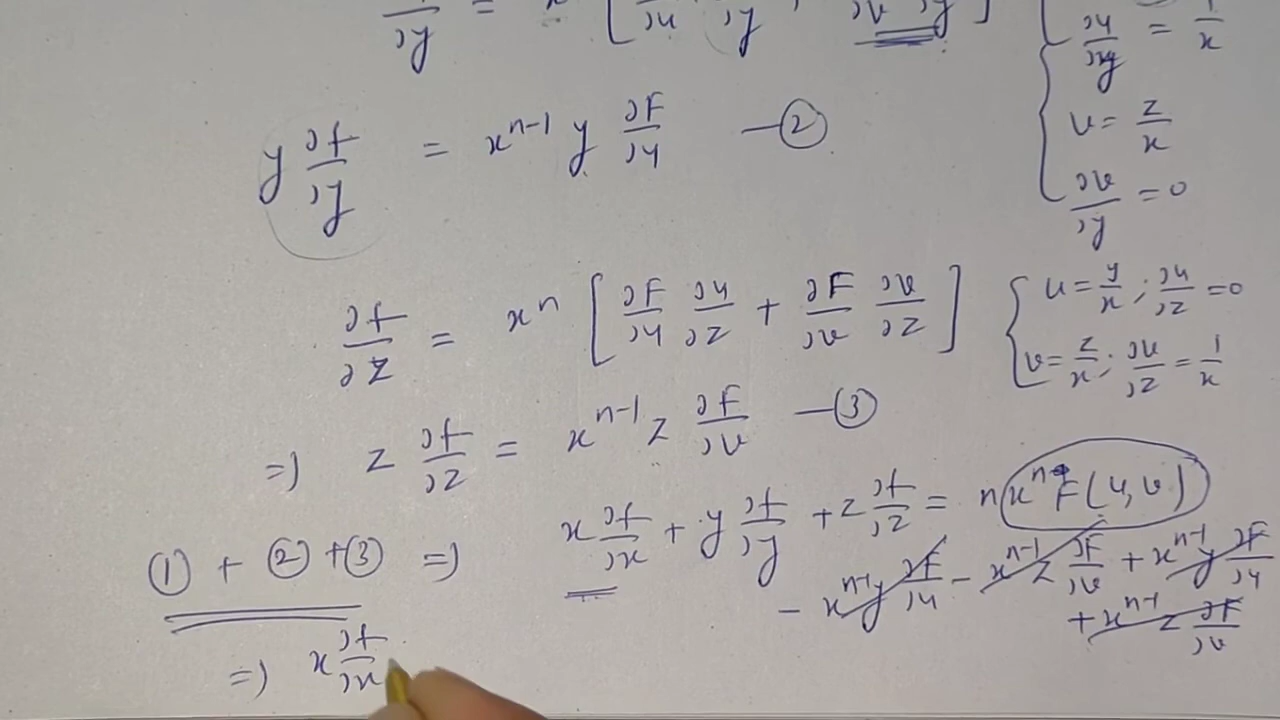 ∂u/∂y = 1/x
v = z/x
∂v/∂y = 0
y ∂f/∂y = x^{n-1} y ∂F/∂u —②
∂f/∂z = x^n [ ∂F/∂u ∂u/∂z + ∂F/∂v ∂v/∂z ] { u = y/x ; ∂u/∂z = 0
v = z/x ; ∂v/∂z = 1/x
⇒ z ∂f/∂z = x^{n-1} z ∂F/∂v —③
① + ② + ③ ⇒ x ∂f/∂x + y ∂f/∂y + z ∂f/∂z = n x^n F(u,v)
- x^{n-1} y ∂F/∂u - x^{n-1} z ∂F/∂v + x^{n-1} y ∂F/∂u
+ x^{n-1} z ∂F/∂v
⇒ x ∂f/∂x